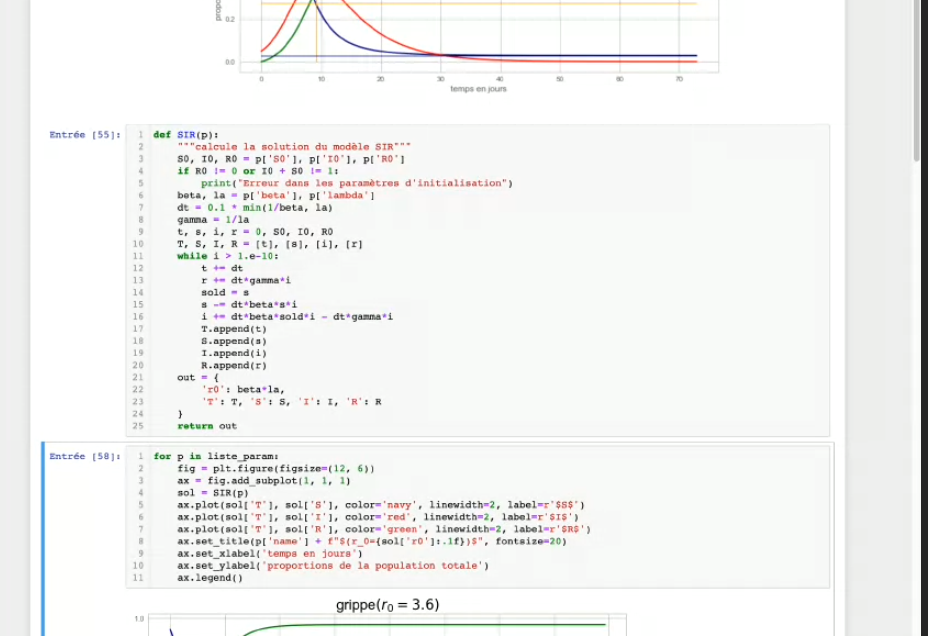 0.2
0.0
0 10 20 30 40 50 60 70
temps en jours
Entrée [55]:
1 def SIR(p):
2 """calcule la solution du modèle SIR"""
3 S0, I0, R0 = p['S0'], p['I0'], p['R0']
4 if R0 != 0 or I0 + S0 != 1:
5 print("Erreur dans les paramètres d'initialisation")
6 beta, la = p['beta'], p['lambda']
7 dt = 0.1 * min(1/beta, la)
8 gamma = 1/la
9 t, s, i, r = 0, S0, I0, R0
10 T, S, I, R = [t], [s], [i], [r]
11 while i > 1.e-10:
12 t += dt
13 r += dt*gamma*i
14 sold = s
15 s -= dt*beta*s*i
16 i += dt*beta*sold*i - dt*gamma*i
17 T.append(t)
18 S.append(s)
19 I.append(i)
20 R.append(r)
21 out = {
22 'r0': beta*la,
23 'T': T, 'S': S, 'I': I, 'R': R
24 }
25 return out
Entrée [58]:
1 for p in liste_param:
2 fig = plt.figure(figsize=(12, 6))
3 ax = fig.add_subplot(1, 1, 1)
4 sol = SIR(p)
5 ax.plot(sol['T'], sol['S'], color='navy', linewidth=2, label=r'$S$')
6 ax.plot(sol['T'], sol['I'], color='red', linewidth=2, label=r'$I$')
7 ax.plot(sol['T'], sol['R'], color='green', linewidth=2, label=r'$R$')
8 ax.set_title(p['name'] + f"$(r_0={sol['r0']:.1f})$", fontsize=20)
9 ax.set_xlabel('temps en jours')
10 ax.set_ylabel('proportions de la population totale')
11 ax.legend()
grippe(r₀ = 3.6)
1.0